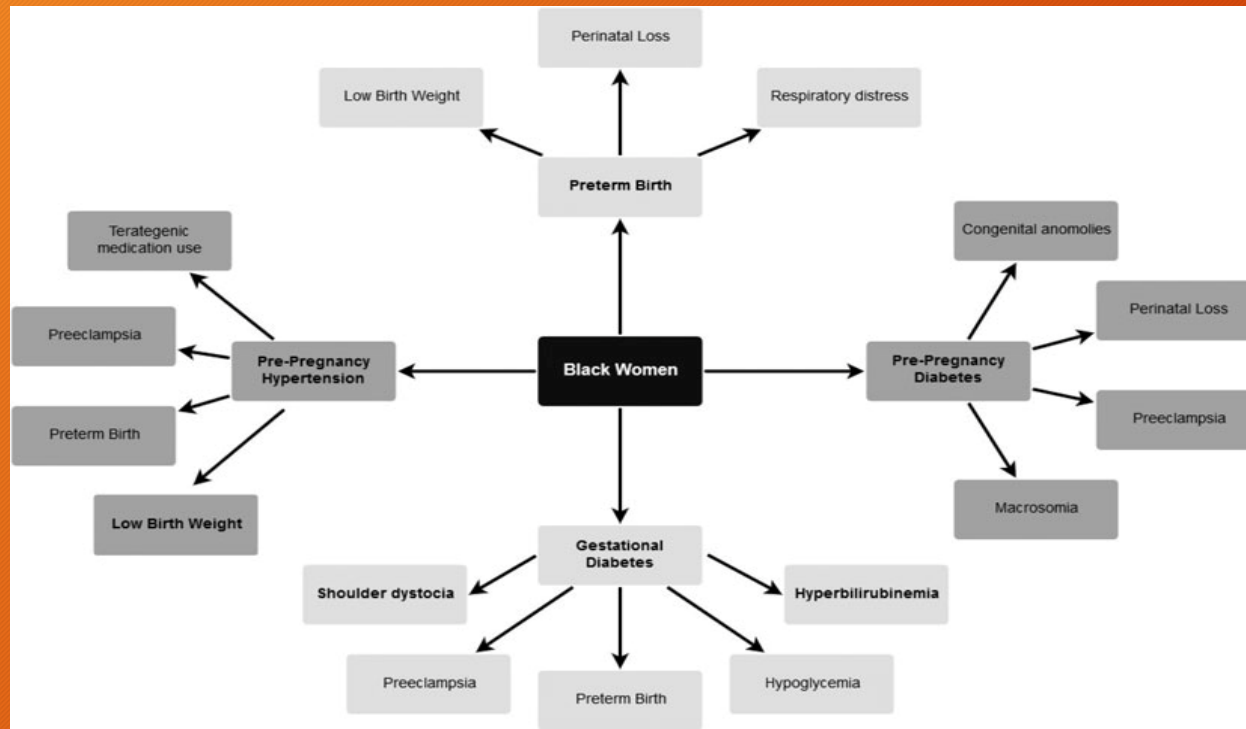 Perinatal Loss
Low Birth Weight
Respiratory distress
Preterm Birth
Terategenic
medication use
Congenital anomolies
Preeclampsia
Perinatal Loss
Pre-Pregnancy
Hypertension
Black Women
Pre-Pregnancy
Diabetes
Preterm Birth
Preeclampsia
Low Birth Weight
Macrosomia
Gestational
Diabetes
Shoulder dystocia
Hyperbilirubinemia
Preeclampsia
Preterm Birth
Hypoglycemia